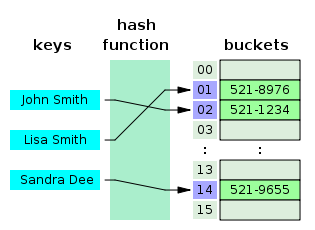 hash
keys function buckets
00
John Smith 01 521-8976
02 521-1234
Lisa Smith 03
: :
13
Sandra Dee 14 521-9655
15